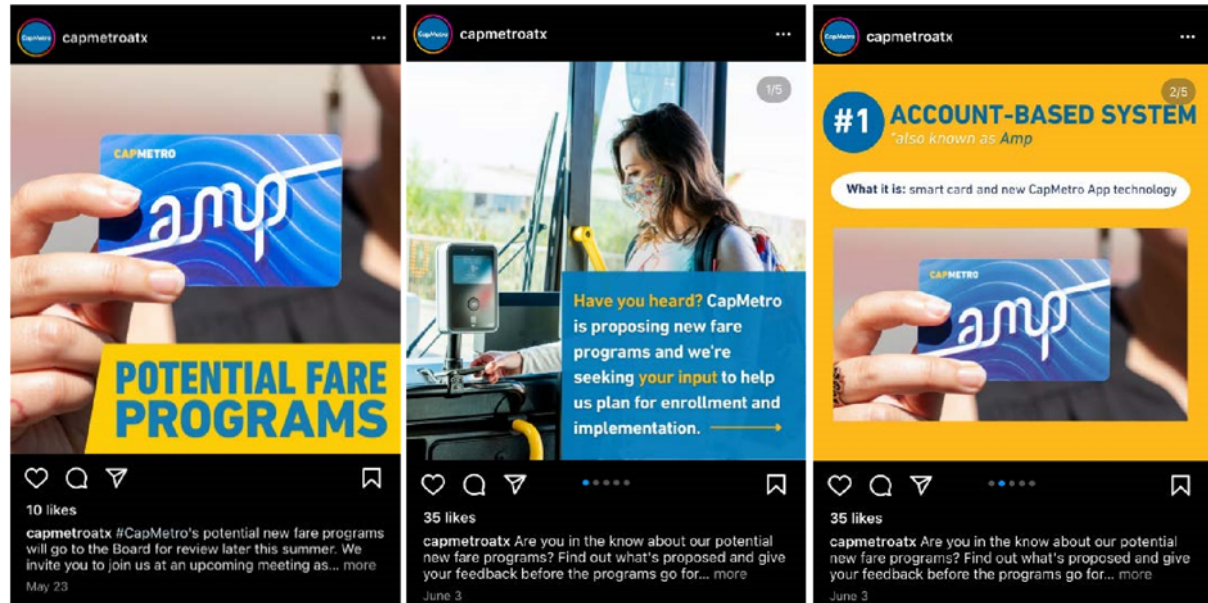 CapMetro capmetroatx ...
CAPMETRO
amp
POTENTIAL FARE
PROGRAMS
10 likes
capmetroatx #CapMetro's potential new fare programs
will go to the Board for review later this summer. We
invite you to join us at an upcoming meeting as... more
May 23
CapMetro capmetroatx ...
1/5
Have you heard? CapMetro
is proposing new fare
programs and we're
seeking your input to help
us plan for enrollment and
implementation.
35 likes
capmetroatx Are you in the know about our potential
new fare programs? Find out what's proposed and give
your feedback before the programs go for... more
June 3
CapMetro capmetroatx ...
2/5
#1 ACCOUNT-BASED SYSTEM
*also known as Amp
What it is: smart card and new CapMetro App technology
CAPMETRO
amp
35 likes
capmetroatx Are you in the know about our potential
new fare programs? Find out what's proposed and give
your feedback before the programs go for... more
June 3